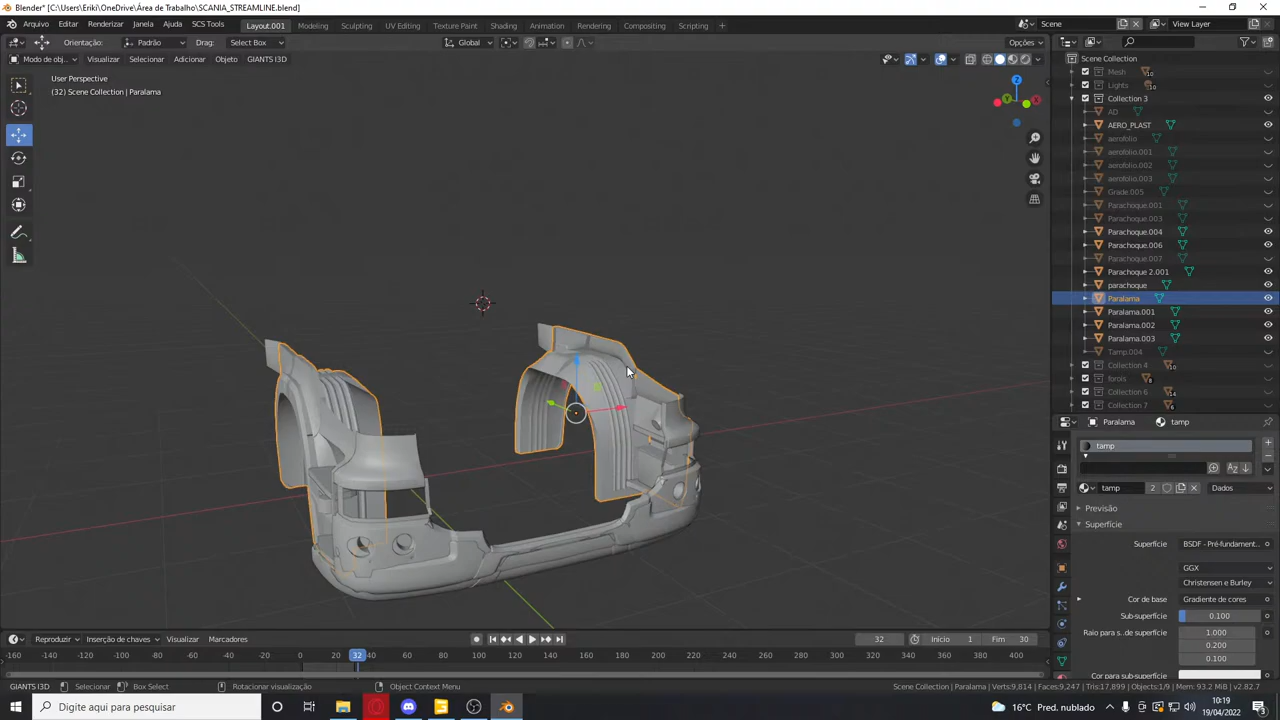 Blender* [C:\Users\Erik\OneDrive\Área de Trabalho\SCANIA_STREAMLINE.blend]
Arquivo Editar Renderizar Janela Ajuda SCS Tools Layout.001 Modeling Sculpting UV Editing Texture Paint Shading Animation Rendering Compositing Scripting Scene View Layer
Orientação: Padrão Drag: Select Box Global Opções
Modo de obj... Visualizar Selecionar Adicionar Objeto GIANTS I3D
User Perspective
(32) Scene Collection | Paralama
Z
Y
X
Scene Collection
Mesh 10
Lights 10
Collection 3
AD
AERO_PLAST
aerofolio
aerofolio.001
aerofolio.002
aerofolio.003
Grade.005
Parachoque.001
Parachoque.003
Parachoque.004
Parachoque.006
Parachoque.007
Parachoque 2.001
parachoque
Paralama
Paralama.001
Paralama.002
Paralama.003
Tamp.004
Collection 4 10
forois 8
Collection 6 14
Collection 7 6
Paralama tamp
tamp
tamp 2 Dados
Previsão
Superfície
Superfície BSDF - Pré-fundament...
GGX
Christensen e Burley
Cor de base Gradiente de cores
Sub-superfície 0.100
Raio para s..de superfície 1.000
0.200
0.100
Cor para sub-superfície
Reproduzir Inserção de chaves Visualizar Marcadores 32 Início 1 Fim 30
-160 -140 -120 -100 -80 -60 -40 -20 0 20 32 40 60 80 100 120 140 160 180 200 220 240 260 280 300 320 340 360 380 400
GIANTS I3D Selecionar Box Select Rotacionar visualização Object Context Menu Scene Collection | Paralama | Verts:9,814 | Faces:9,247 | Tris:17,899 | Objects:1/9 | Mem: 93.2 MiB | v2.82.7
Digite aqui para pesquisar 16°C Pred. nublado 10:19
19/04/2022